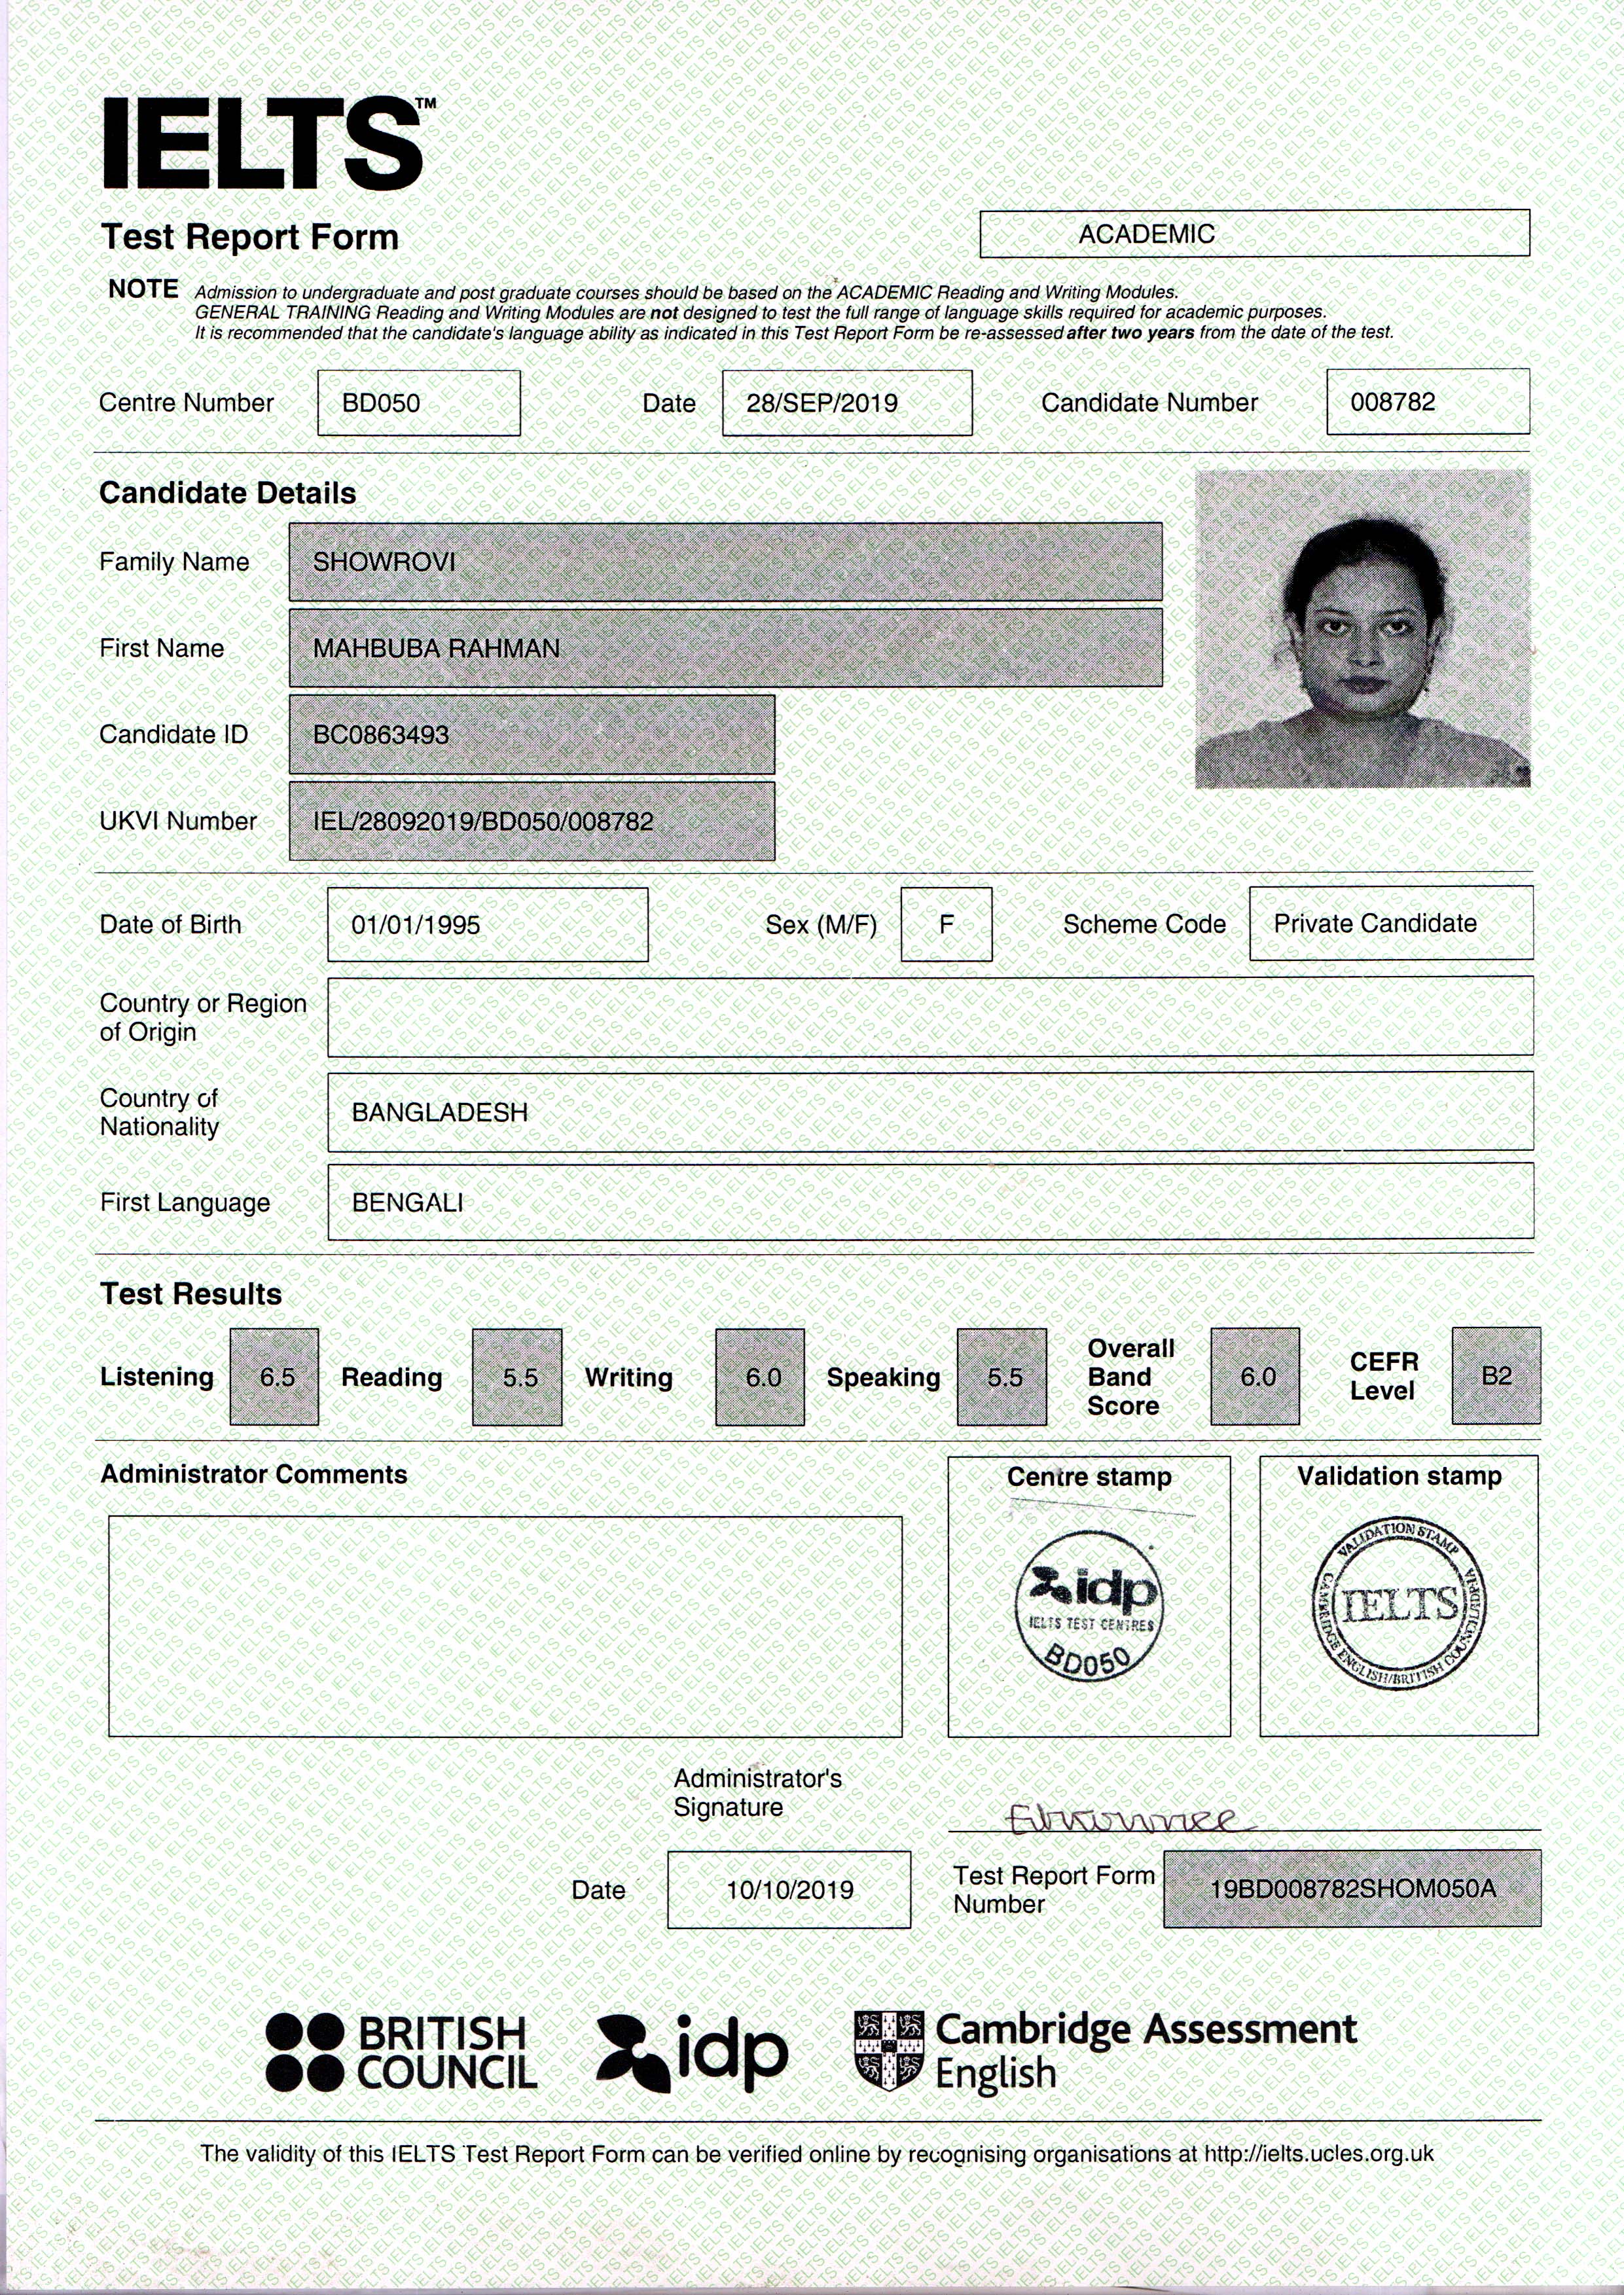 IELTS™
Test Report Form
ACADEMIC
NOTE Admission to undergraduate and post graduate courses should be based on the ACADEMIC Reading and Writing Modules.
GENERAL TRAINING Reading and Writing Modules are not designed to test the full range of language skills required for academic purposes.
It is recommended that the candidate's language ability as indicated in this Test Report Form be re-assessed after two years from the date of the test.
Centre Number BD050 Date 28/SEP/2019 Candidate Number 008782
Candidate Details
Family Name SHOWROVI
First Name MAHBUBA RAHMAN
Candidate ID BC0863493
UKVI Number IEL/28092019/BD050/008782
Date of Birth 01/01/1995 Sex (M/F) F Scheme Code Private Candidate
Country or Region
of Origin
Country of
Nationality
BANGLADESH
First Language BENGALI
Test Results
Listening 6.5 Reading 5.5 Writing 6.0 Speaking 5.5
Overall
Band
Score
6.0
CEFR
Level
B2
Administrator Comments
Centre stamp
idp
IELTS TEST CENTRES
BD050
Validation stamp
VALIDATION STAMP
IELTS
CAMBRIDGE ENGLISH/BRITISH COUNCIL/IDP:IA
Administrator's
Signature
Date 10/10/2019
Test Report Form
Number
19BD008782SHOM050A
BRITISH
COUNCIL
idp
Cambridge Assessment
English
The validity of this IELTS Test Report Form can be verified online by recognising organisations at http://ielts.ucles.org.uk